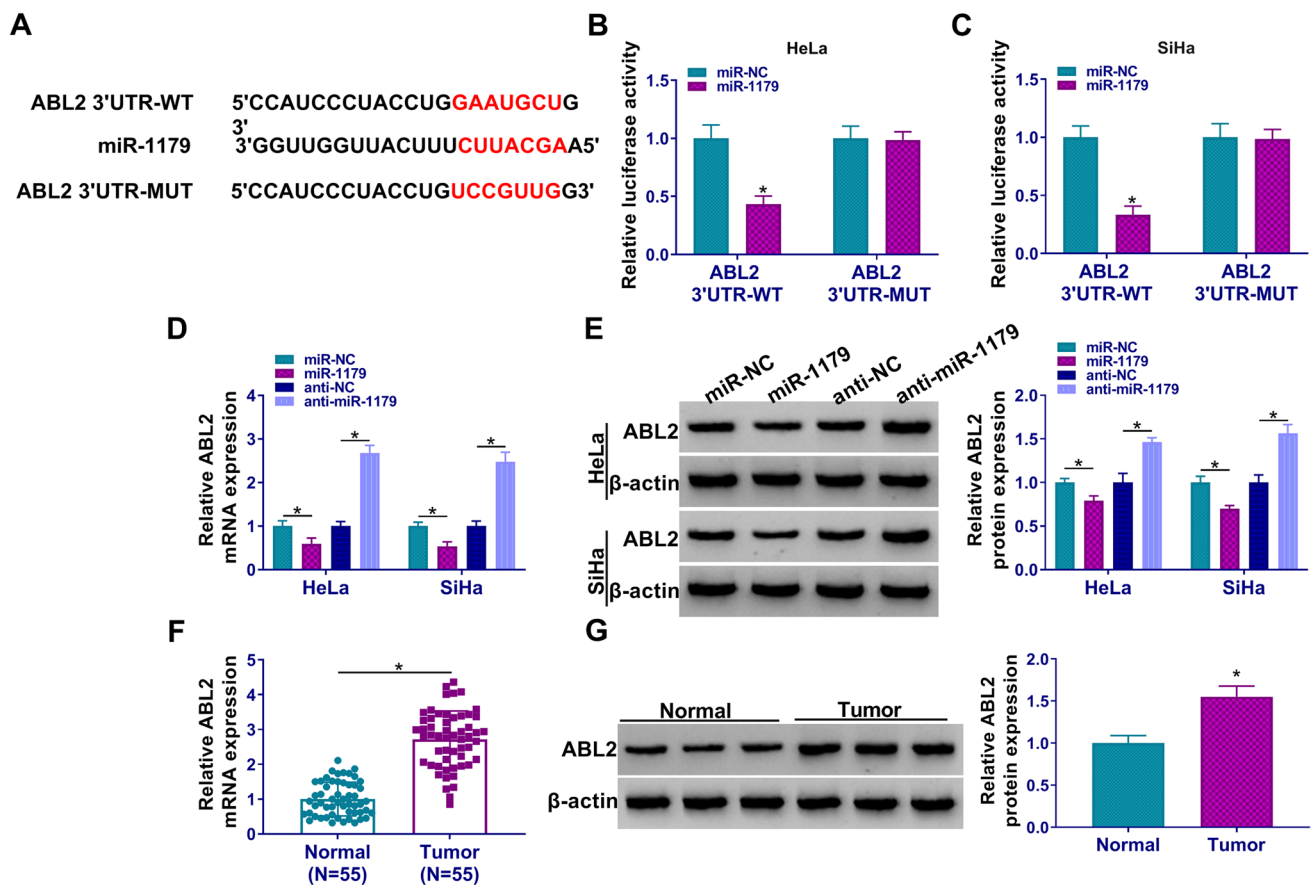 A
ABL2 3'UTR-WT 5'CCAUCCCUACCUGGAAUGCUG
3'
miR-1179 3'GGUUGGUUACUUUCUUACGAA5'
ABL2 3'UTR-MUT 5'CCAUCCCUACCUGUCCGUUGG3'
B
HeLa
miR-NC
miR-1179
Relative luciferase activity
1.5
1.0
0.5
0.0
*
ABL2 3'UTR-WT
ABL2 3'UTR-MUT
C
SiHa
miR-NC
miR-1179
Relative luciferase activity
1.5
1.0
0.5
0.0
*
ABL2 3'UTR-WT
ABL2 3'UTR-MUT
D
miR-NC
miR-1179
anti-NC
anti-miR-1179
Relative ABL2
mRNA expression
4
3
2
1
0
* * * *
HeLa SiHa
E
miR-NC miR-1179 anti-NC anti-miR-1179
HeLa
ABL2
β-actin
SiHa
ABL2
β-actin
miR-NC
miR-1179
anti-NC
anti-miR-1179
Relative ABL2
protein expression
2.0
1.5
1.0
0.5
0.0
* * * *
HeLa SiHa
F
Relative ABL2
mRNA expression
5
4
3
2
1
0
*
Normal Tumor
(N=55) (N=55)
G
Normal Tumor
ABL2
β-actin
Relative ABL2
protein expression
2.0
1.5
1.0
0.5
0.0
*
Normal Tumor